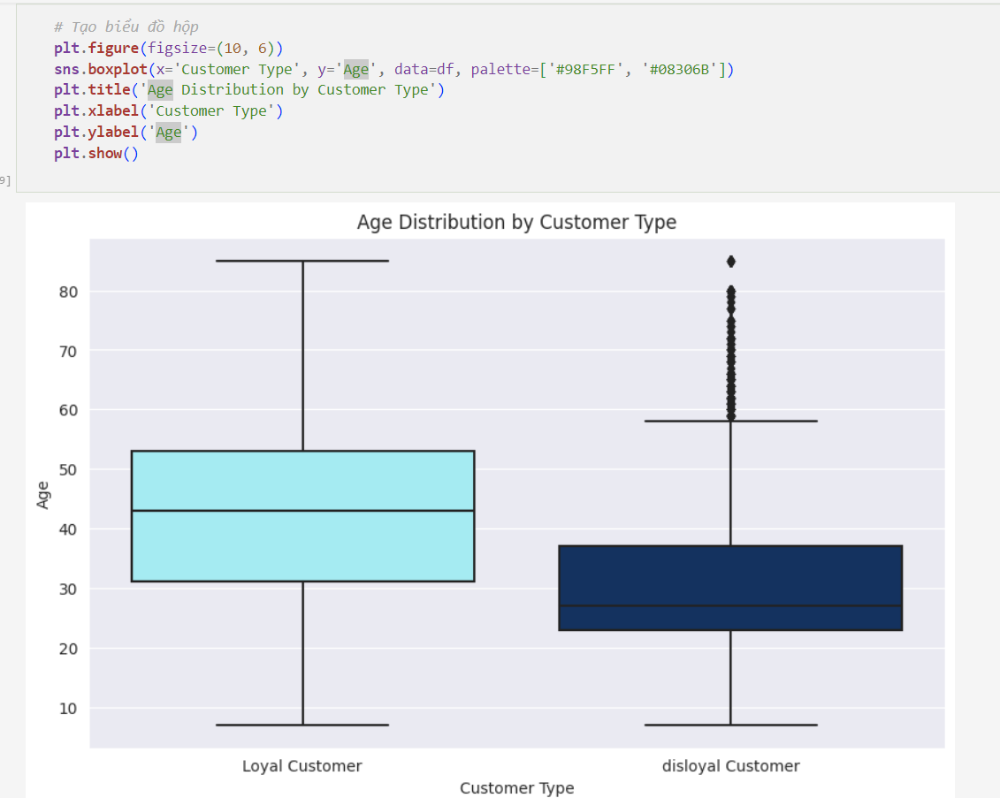 # Tạo biểu đồ hộp
plt.figure(figsize=(10, 6))
sns.boxplot(x='Customer Type', y='Age', data=df, palette=['#98F5FF', '#08306B'])
plt.title('Age Distribution by Customer Type')
plt.xlabel('Customer Type')
plt.ylabel('Age')
plt.show()
9]
Age Distribution by Customer Type
80
70
60
50
40
30
20
10
Age
Loyal Customer
disloyal Customer
Customer Type